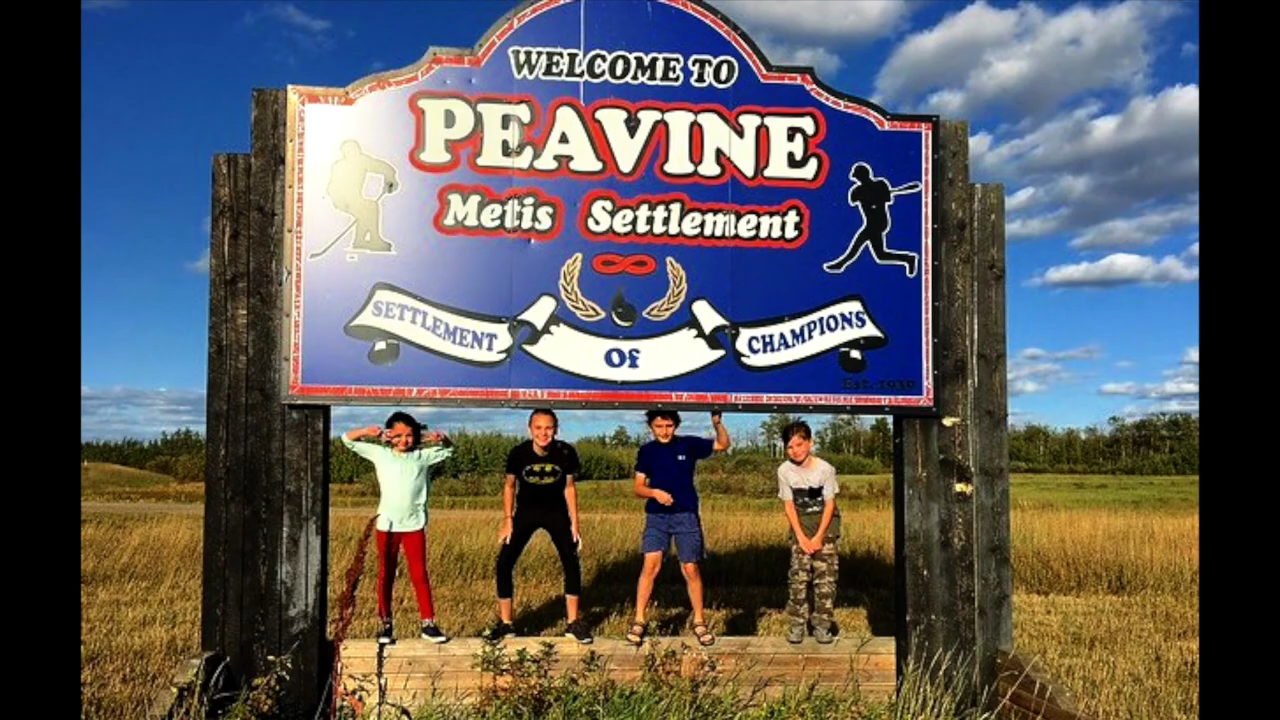 WELCOME TO
PEAVINE
Metis Settlement
SETTLEMENT Of CHAMPIONS
Est. 1939